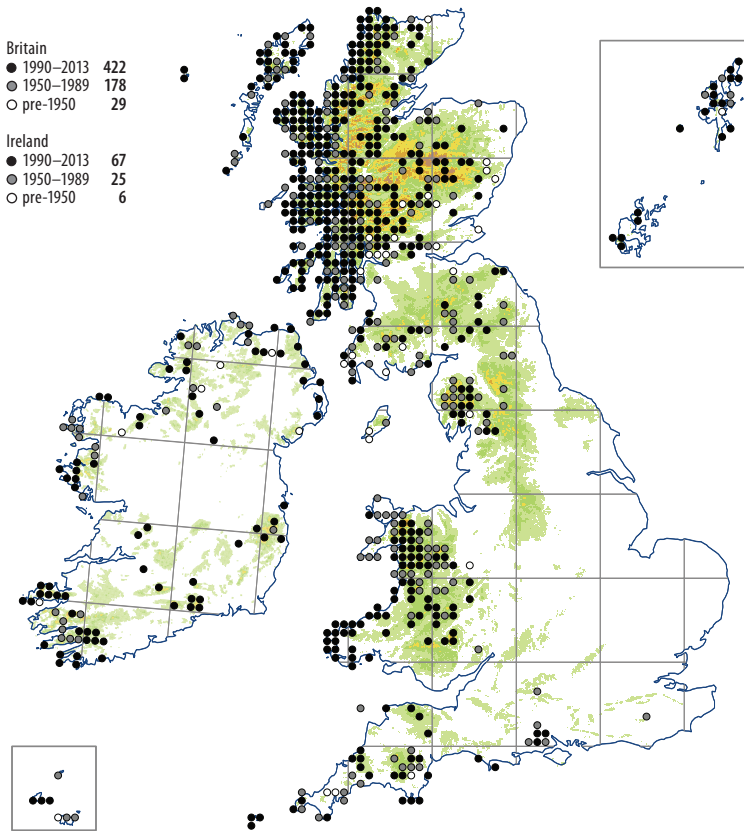 Britain
1990–2013 422
1950–1989 178
pre-1950 29
Ireland
1990–2013 67
1950–1989 25
pre-1950 6